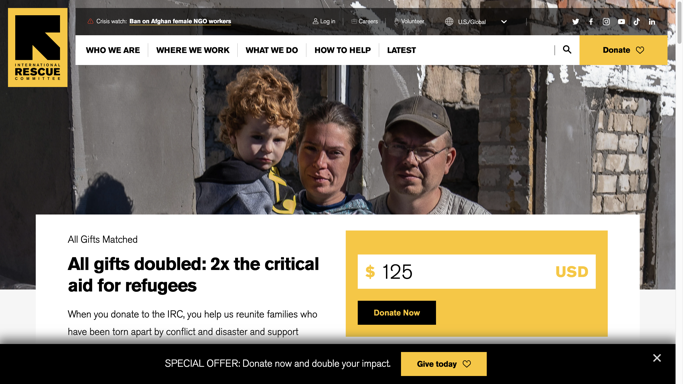 Crisis watch: Ban on Afghan female NGO workers
Log in
Careers
Volunteer
U.S./Global
INTERNATIONAL
RESCUE
COMMITTEE
WHO WE ARE
WHERE WE WORK
WHAT WE DO
HOW TO HELP
LATEST
Donate
All Gifts Matched
All gifts doubled: 2x the critical
aid for refugees
When you donate to the IRC, you help us reunite families who
have been torn apart by conflict and disaster and support
$ 125 USD
Donate Now
SPECIAL OFFER: Donate now and double your impact.
Give today